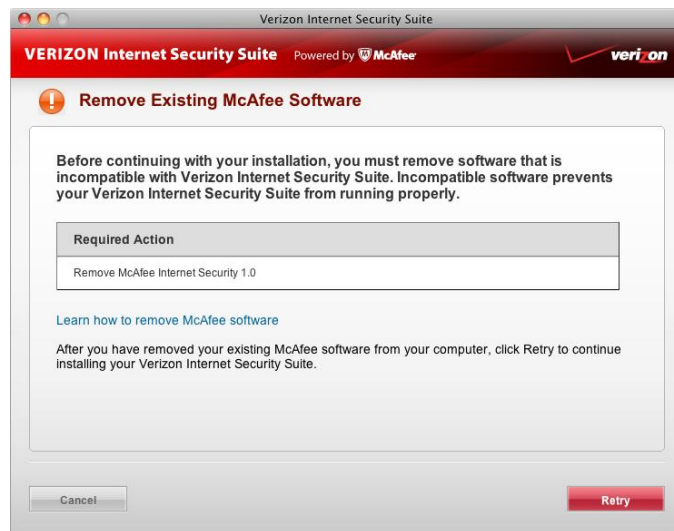 Verizon Internet Security Suite
VERIZON Internet Security Suite Powered by McAfee verizon
Remove Existing McAfee Software
Before continuing with your installation, you must remove software that is
incompatible with Verizon Internet Security Suite. Incompatible software prevents
your Verizon Internet Security Suite from running properly.
Required Action
Remove McAfee Internet Security 1.0
Learn how to remove McAfee software
After you have removed your existing McAfee software from your computer, click Retry to continue
installing your Verizon Internet Security Suite.
Cancel Retry